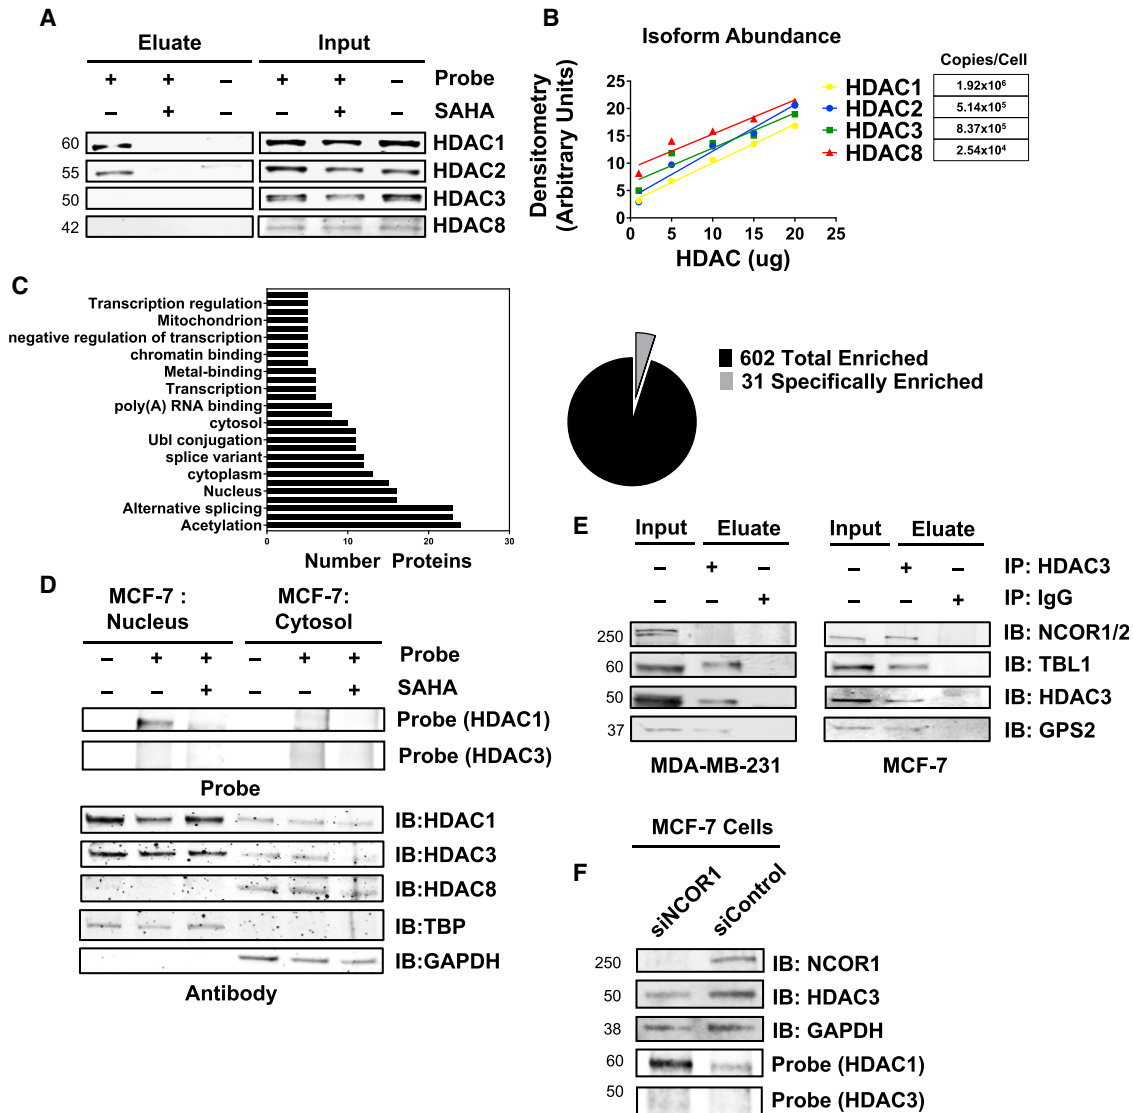 A
Eluate Input
+ + – + + – Probe
– + – – + – SAHA
60 HDAC1
55 HDAC2
50 HDAC3
42 HDAC8
B
Isoform Abundance
Densitometry
(Arbitrary Units)
25
20
15
10
5
0
0 5 10 15 20 25
HDAC (ug)
Copies/Cell
HDAC1 1.92x10⁶
HDAC2 5.14x10⁵
HDAC3 8.37x10⁵
HDAC8 2.54x10⁴
C
Transcription regulation
Mitochondrion
negative regulation of transcription
chromatin binding
Metal-binding
Transcription
poly(A) RNA binding
cytosol
Ubl conjugation
splice variant
cytoplasm
Nucleus
Alternative splicing
Acetylation
0 10 20 30
Number Proteins
602 Total Enriched
31 Specifically Enriched
D
MCF-7 : MCF-7:
Nucleus Cytosol
– + + – + + Probe
– – + – – + SAHA
Probe (HDAC1)
Probe (HDAC3)
Probe
IB:HDAC1
IB:HDAC3
IB:HDAC8
IB:TBP
IB:GAPDH
Antibody
E
Input Eluate Input Eluate
– + – – + – IP: HDAC3
– – + – – + IP: IgG
250 IB: NCOR1/2
60 IB: TBL1
50 IB: HDAC3
37 IB: GPS2
MDA-MB-231 MCF-7
F
MCF-7 Cells
siNCOR1 siControl
250 IB: NCOR1
50 IB: HDAC3
38 IB: GAPDH
60 Probe (HDAC1)
50 Probe (HDAC3)